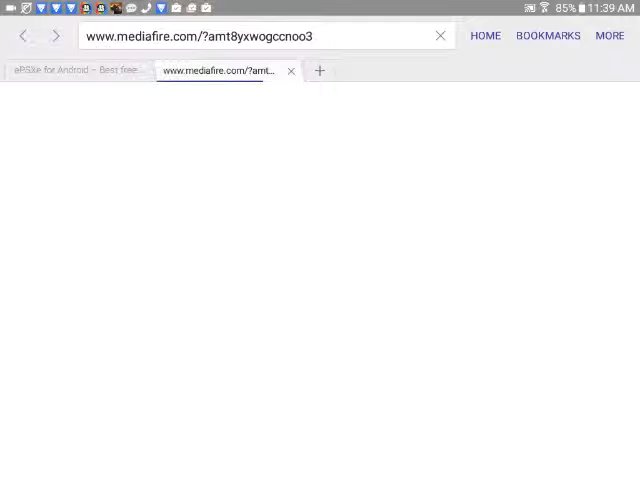 85% 11:39 AM
www.mediafire.com/?amt8yxwogccnoo3
HOME BOOKMARKS MORE
ePSXe for Android – Best free...
www.mediafire.com/?amt...